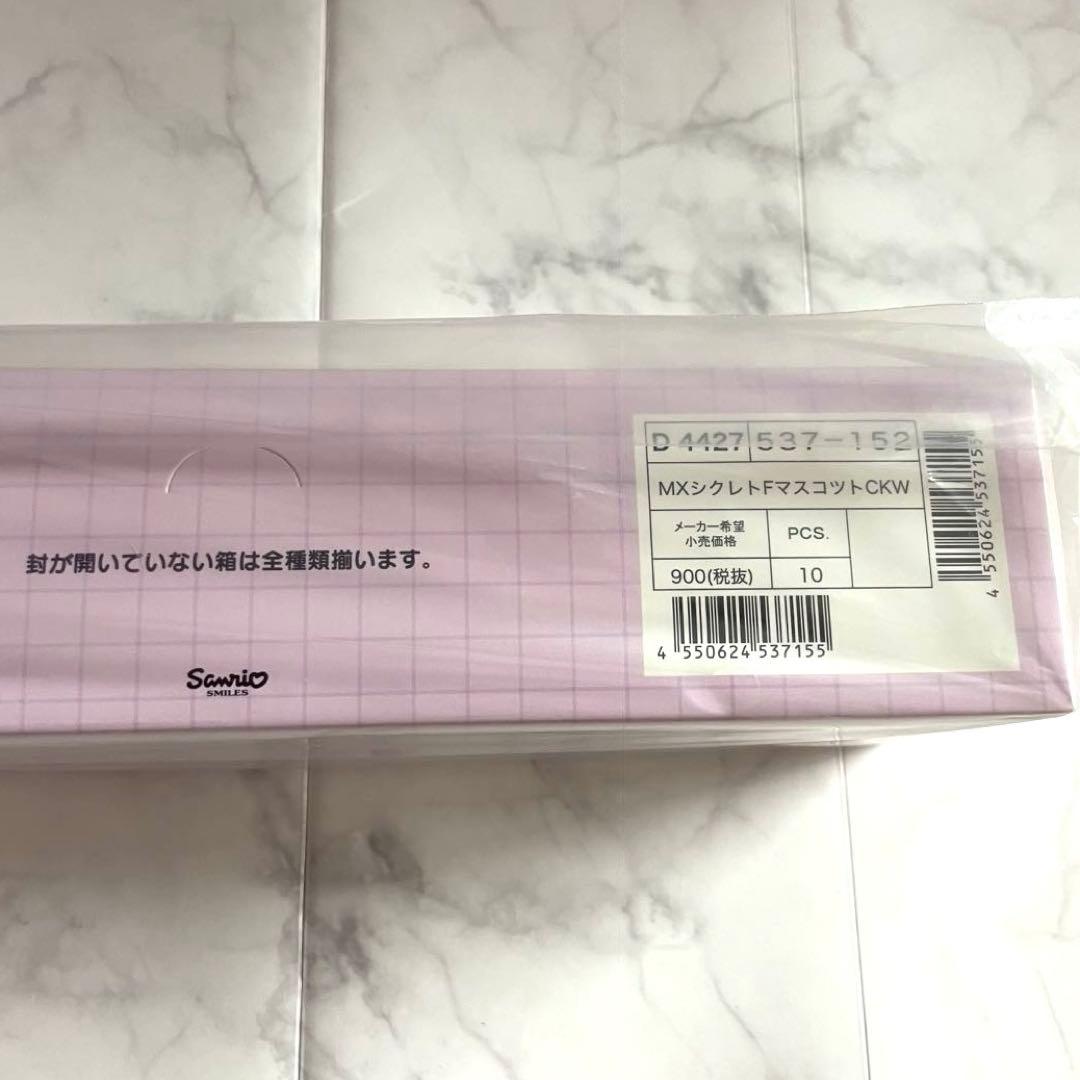 封が開いていない箱は全種類揃います。
Sanrio
SMILES
D 4427 537-152
MXシクレトFマスコツトCKW
メーカー希望
小売価格
PCS.
900(税抜)
10
4 550624 537155
4 550624 537155